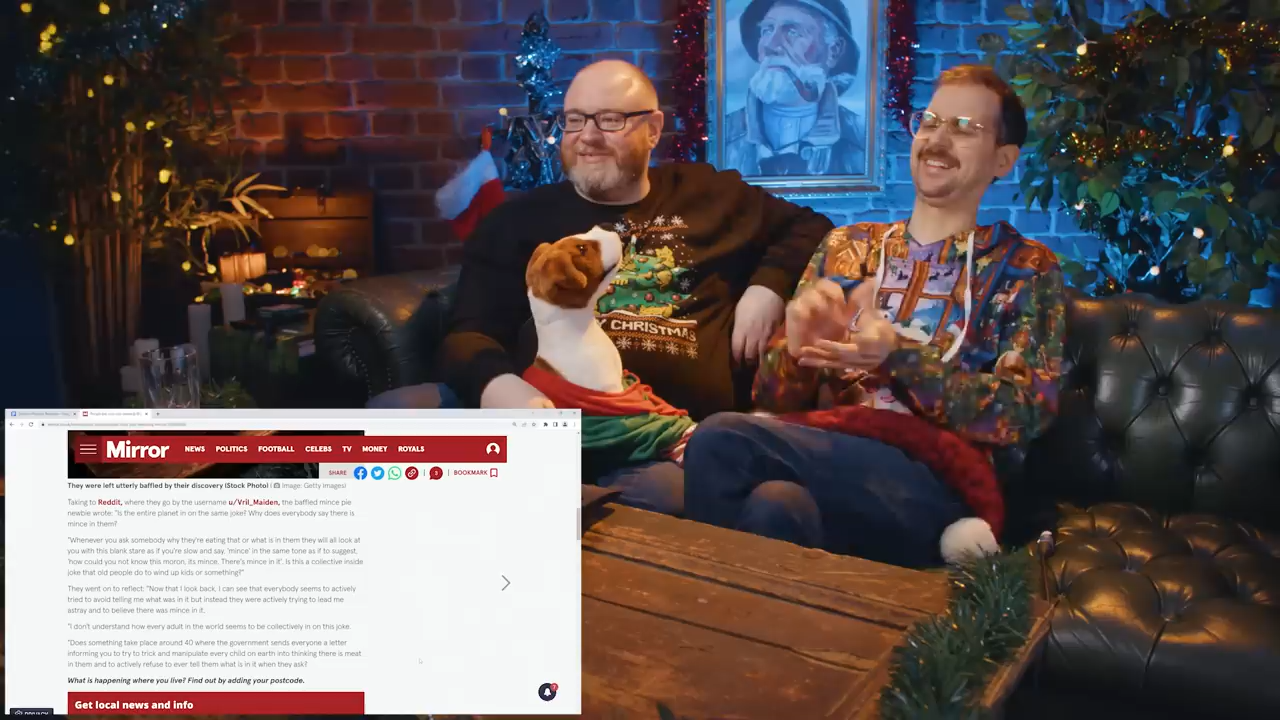 Y CHRISTMAS
Mirror
NEWS POLITICS FOOTBALL CELEBS TV MONEY ROYALS
SHARE 3 BOOKMARK
They were left utterly baffled by their discovery (Stock Photo) ( Image: Getty Images)
Taking to Reddit, where they go by the username u/Vril_Maiden, the baffled mince pie
newbie wrote: "Is the entire planet in on the same joke? Why does everybody say there is
mince in them?
"Whenever you ask somebody why they're eating that or what is in them they will all look at
you with this blank stare as if you're slow and say, 'mince' in the same tone as if to suggest,
'how could you not know this moron, its mince. There's mince in it'. Is this a collective inside
joke that old people do to wind up kids or something?"
They went on to reflect: "Now that I look back, I can see that everybody seems to actively
tried to avoid telling me what was in it but instead they were actively trying to lead me
astray and to believe there was mince in it.
"I don't understand how every adult in the world seems to be collectively in on this joke.
"Does something take place around 40 where the government sends everyone a letter
informing you to try to trick and manipulate every child on earth into thinking there is meat
in them and to actively refuse to ever tell them what is in it when they ask?
What is happening where you live? Find out by adding your postcode.
Get local news and info
PRIVACY